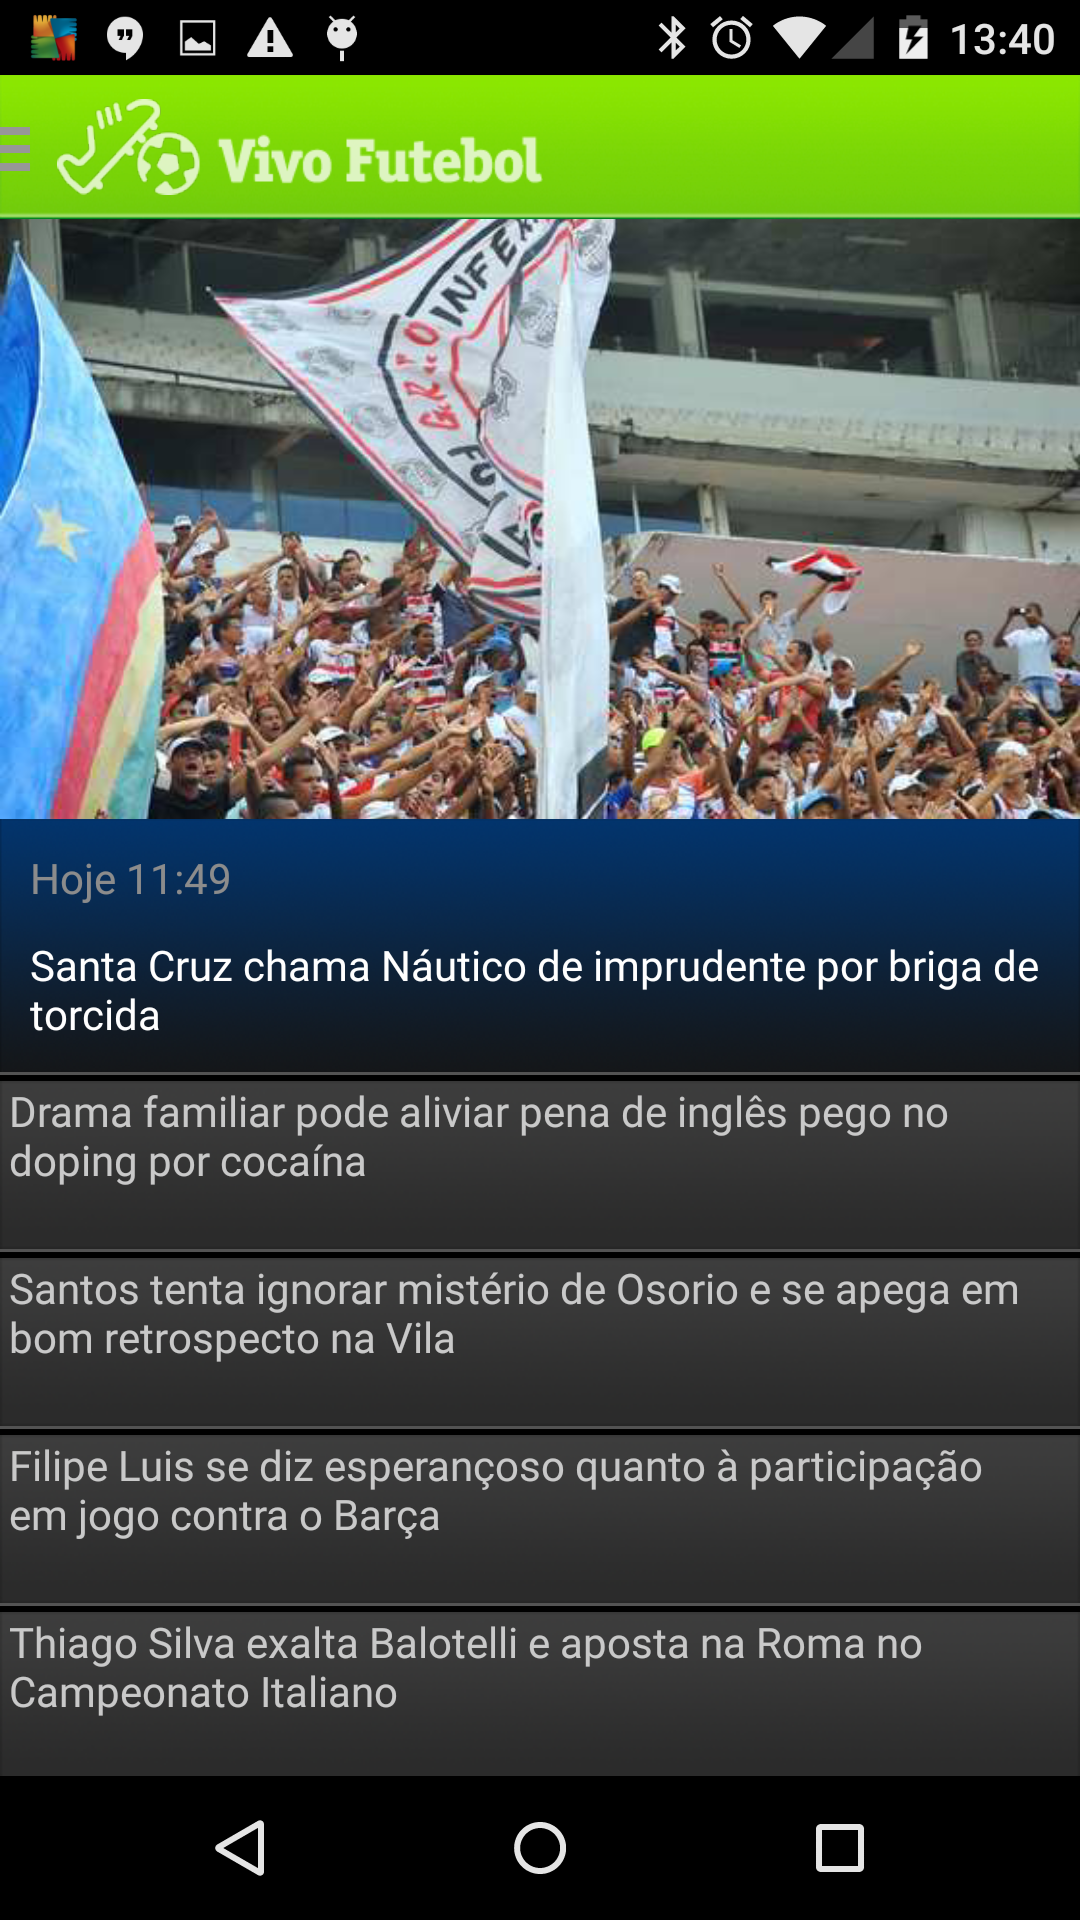 13:40
Vivo Futebol
INFE
Hoje 11:49
Santa Cruz chama Náutico de imprudente por briga de
torcida
Drama familiar pode aliviar pena de inglês pego no
doping por cocaína
Santos tenta ignorar mistério de Osorio e se apega em
bom retrospecto na Vila
Filipe Luis se diz esperançoso quanto à participação
em jogo contra o Barça
Thiago Silva exalta Balotelli e aposta na Roma no
Campeonato Italiano